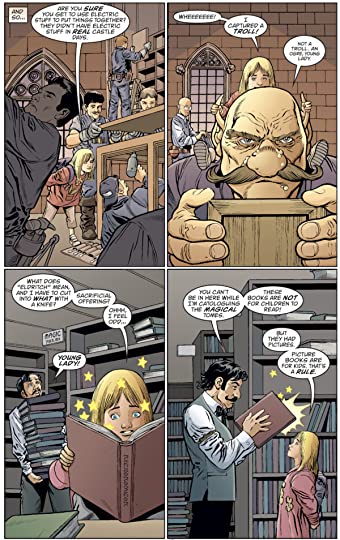 AND
SO...
ARE YOU SURE
YOU GET TO USE ELECTRIC
STUFF TO PUT THINGS TOGETHER?
THEY DIDN'T HAVE ELECTRIC
STUFF IN REAL CASTLE
DAYS.
WHEEEEEEE!
I
CAPTURED
A TROLL!
NOT A
TROLL, AN
OGRE, YOUNG
LADY.
WHAT DOES
"ELDRITCH" MEAN,
AND I HAVE TO CUT
INTO WHAT WITH
A KNIFE?
SACRIFICIAL
OFFERING?
OHHH,
I FEEL
ODD...
MAGIC
YOUNG
LADY!
YOU CAN'T
BE IN HERE WHILE
I'M CATOLOGUING
THE MAGICAL
TOMES.
THESE
BOOKS ARE NOT
FOR CHILDREN
TO READ!
BUT
THEY HAD
PICTURES.
PICTURE
BOOKS ARE
FOR KIDS. THAT'S
A RULE.